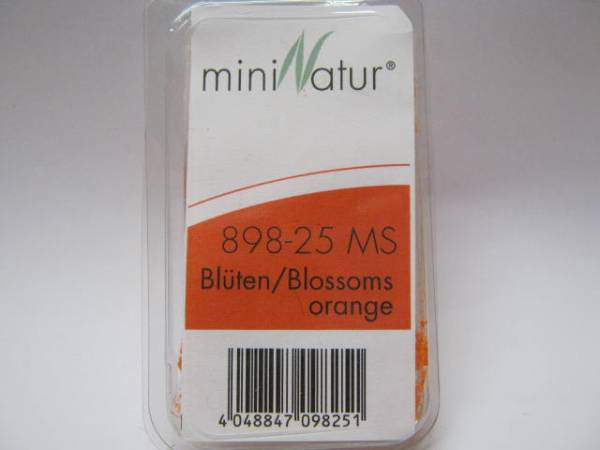 miniNatur®
898-25 MS
Blüten/Blossoms
orange
4 048847 098251